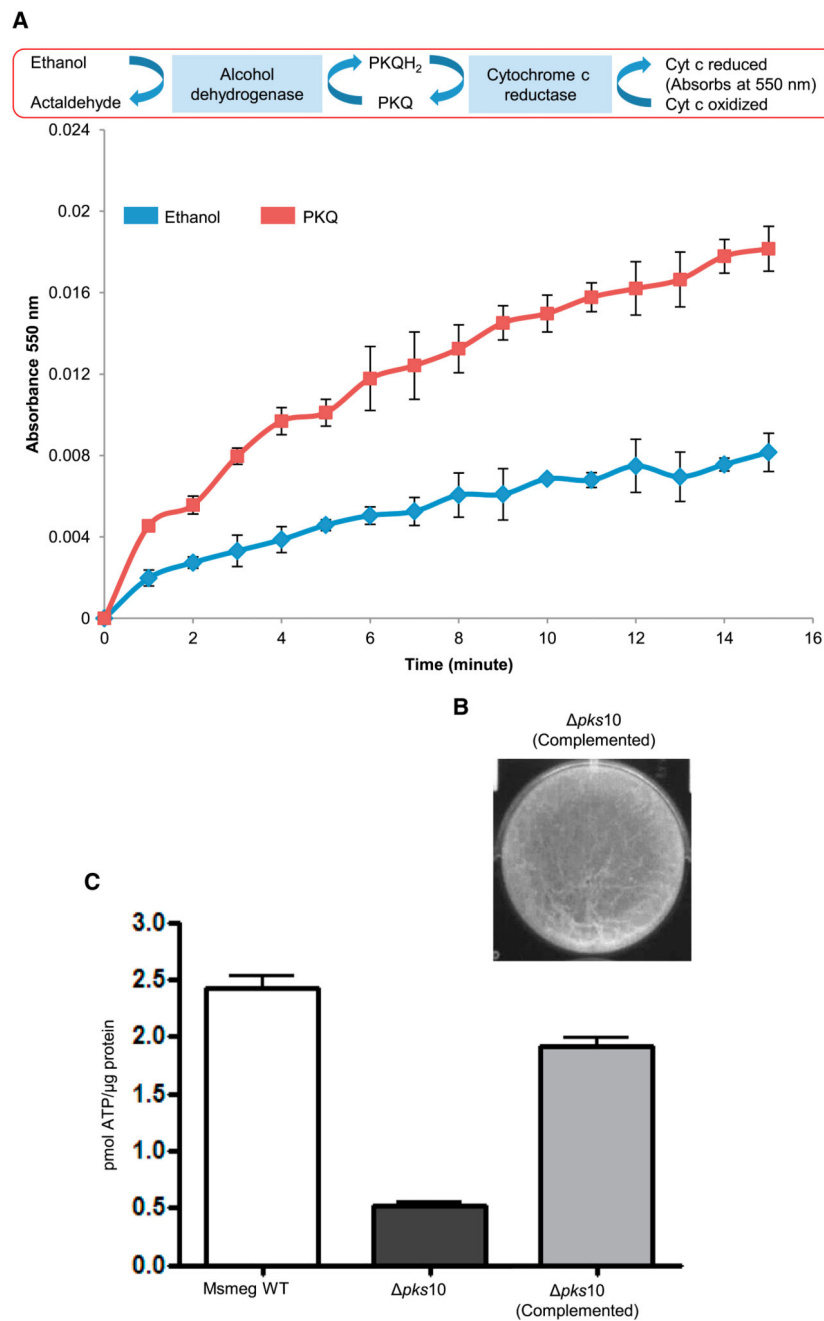 A
Ethanol
Actaldehyde
Alcohol
dehydrogenase
PKQH₂
PKQ
Cytochrome c
reductase
Cyt c reduced
(Absorbs at 550 nm)
Cyt c oxidized
0.024
0.02
0.016
0.012
0.008
0.004
0
Absorbance 550 nm
Ethanol
PKQ
0 2 4 6 8 10 12 14 16
Time (minute)
B
Δpks10
(Complemented)
C
3.0
2.5
2.0
1.5
1.0
0.5
0.0
pmol ATP/μg protein
Msmeg WT
Δpks10
Δpks10
(Complemented)